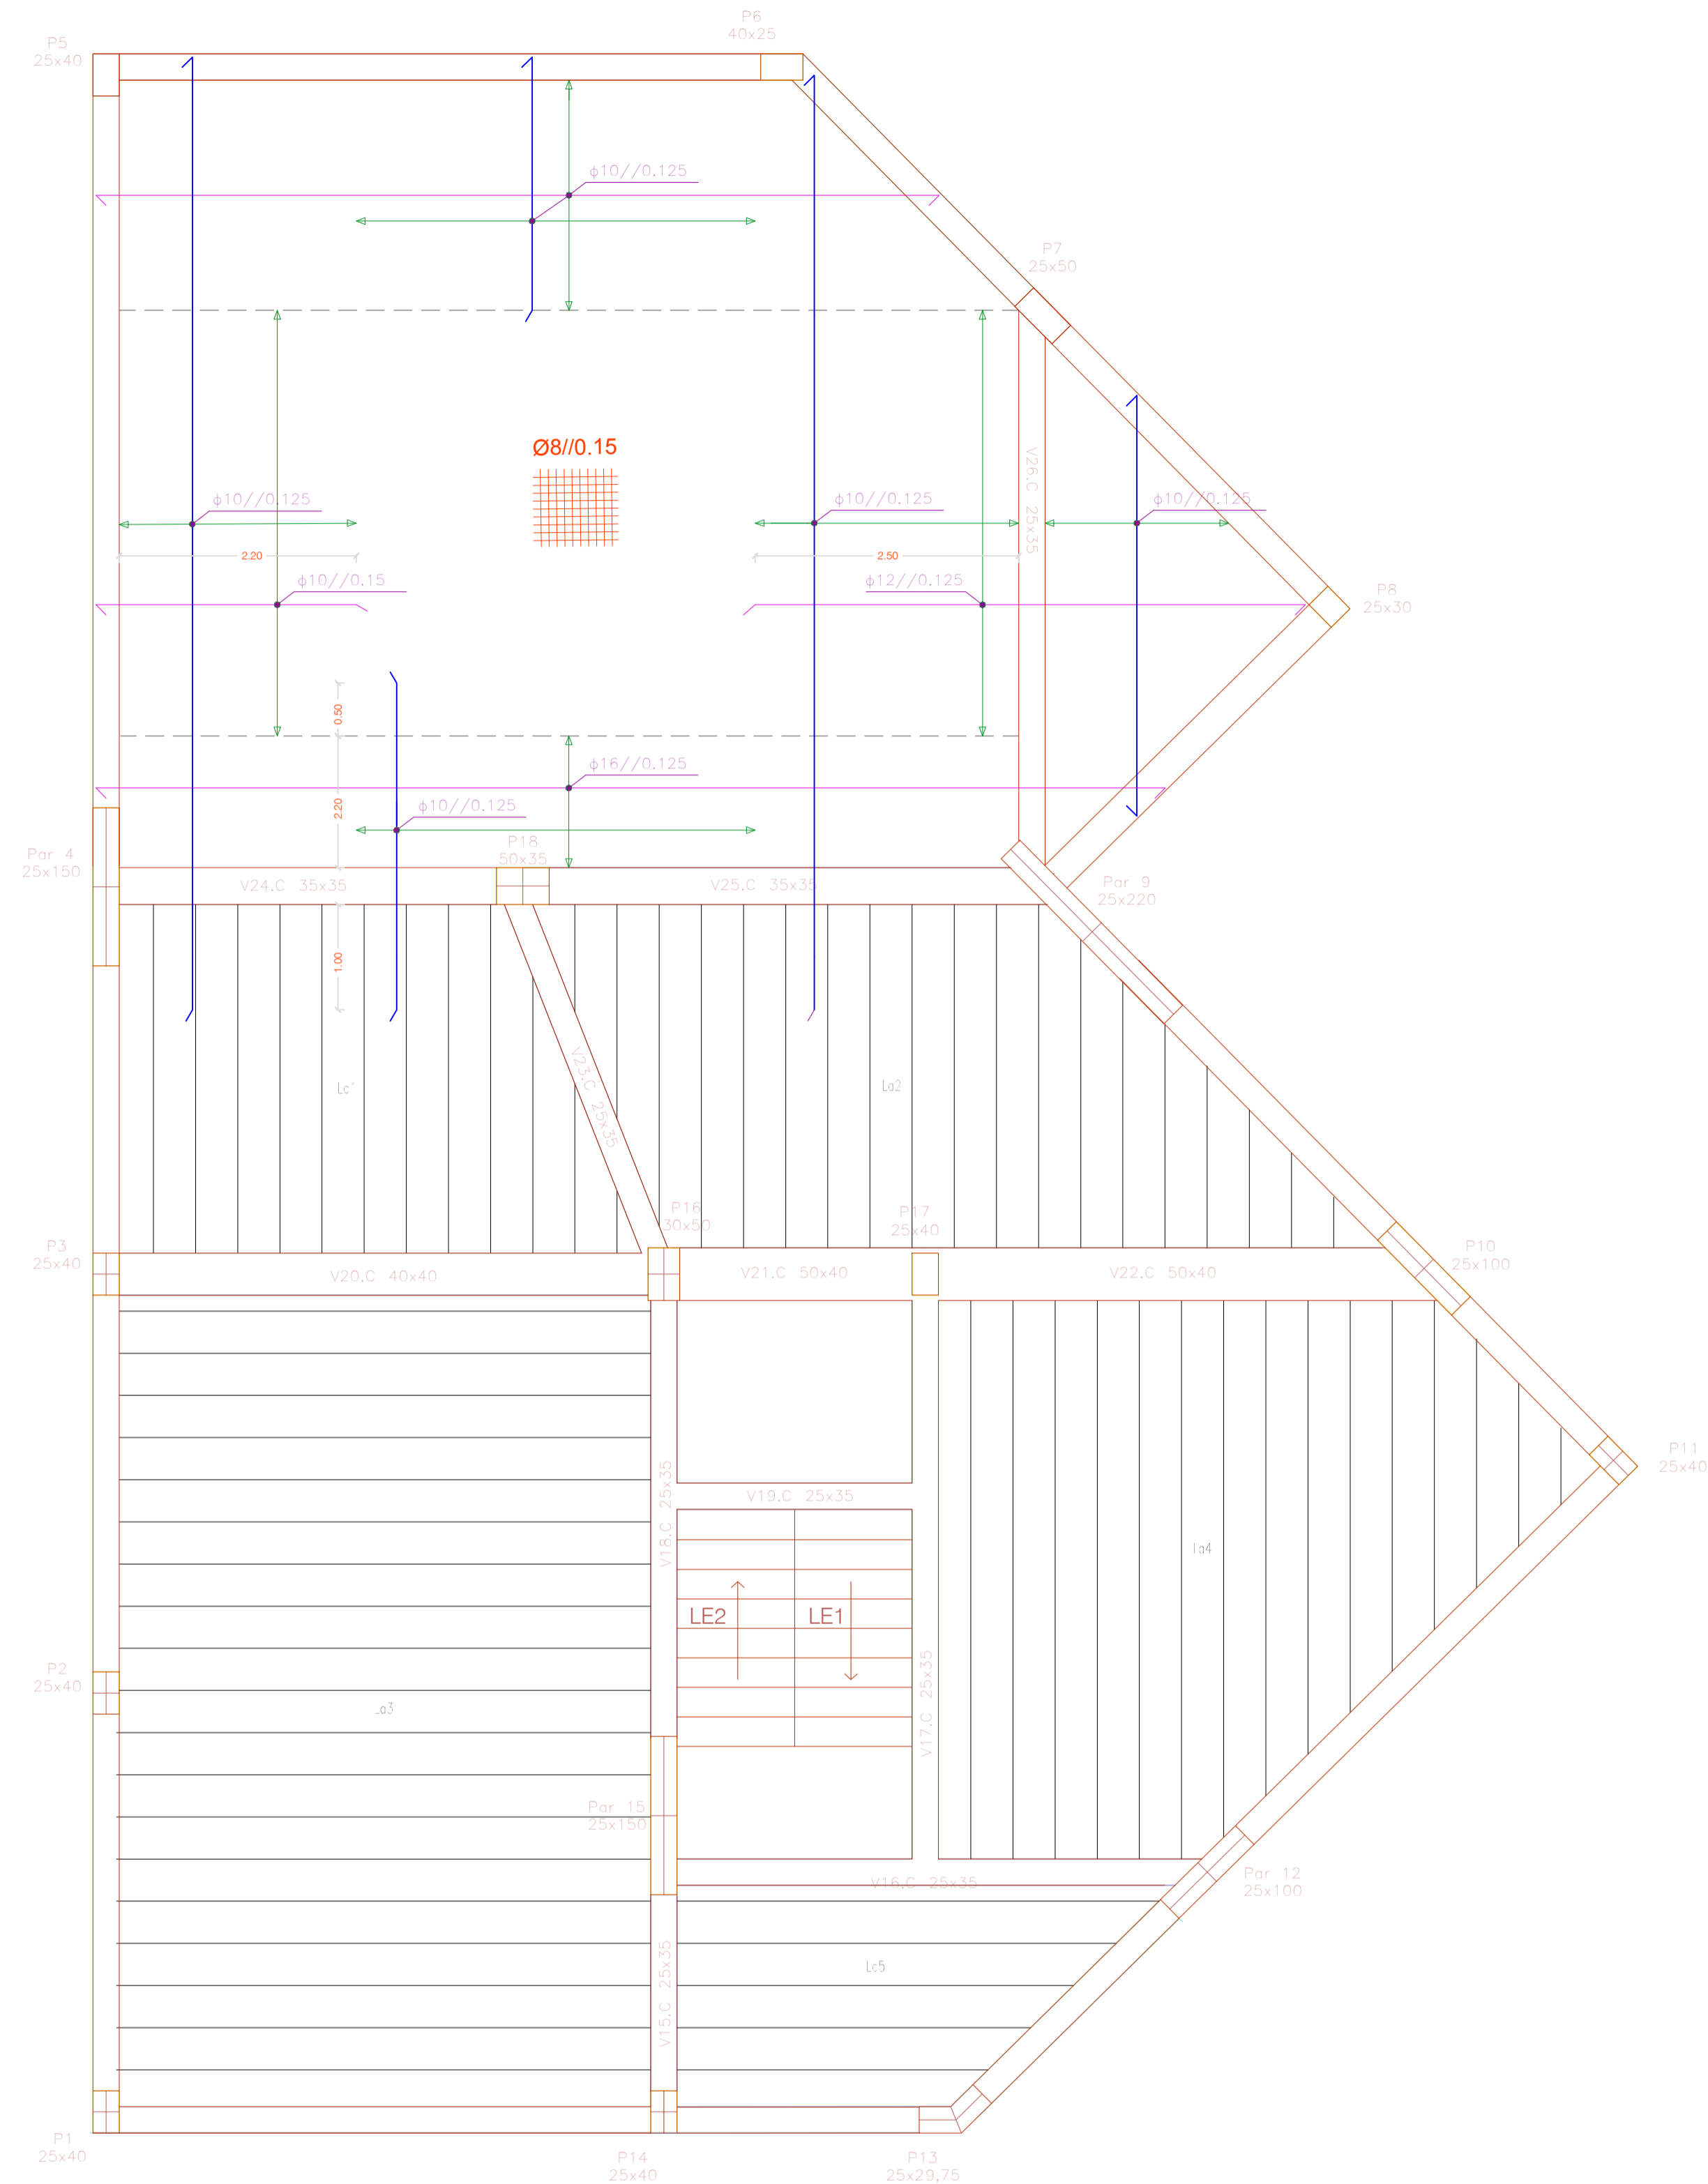 P6
40x25
P5
25x40
ϕ10//0.125
P7
25x50
Ø8//0.15
V26.C 25x35
ϕ10//0.125
ϕ10//0.125
ϕ10//0.125
2.20
2.50
ϕ10//0.15
ϕ12//0.125
P8
25x30
0.50
ϕ16//0.125
2.20
ϕ10//0.125
P18
50x35
Par 4
25x150
V24.C 35x35
V25.C 35x35
Par 9
25x220
1.00
La1
La2
V23.C 25x35
P16
30x50
P17
25x40
P3
25x40
V20.C 40x40
V21.C 50x40
V22.C 50x40
P10
25x100
P11
25x40
V19.C 25x35
V18.C 25x35
La4
LE2
LE1
P2
25x40
La3
V17.C 25x35
Par 15
25x150
Par 12
25x100
V16.C 25x35
La5
V15.C 25x35
P1
25x40
P14
25x40
P13
25x29,75